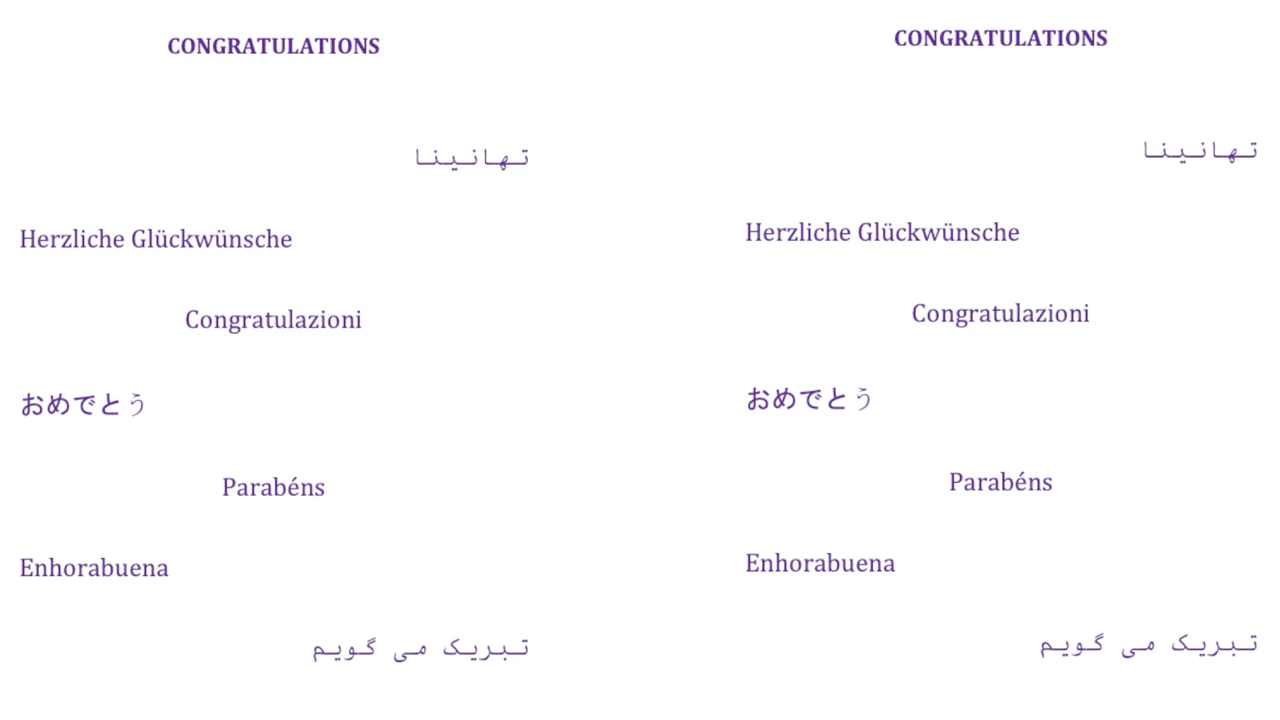 CONGRATULATIONS
تهانينا
Herzliche Glückwünsche
Congratulazioni
おめでとう
Parabéns
Enhorabuena
تبریک می گویم
CONGRATULATIONS
تهانينا
Herzliche Glückwünsche
Congratulazioni
おめでとう
Parabéns
Enhorabuena
تبریک می گویم